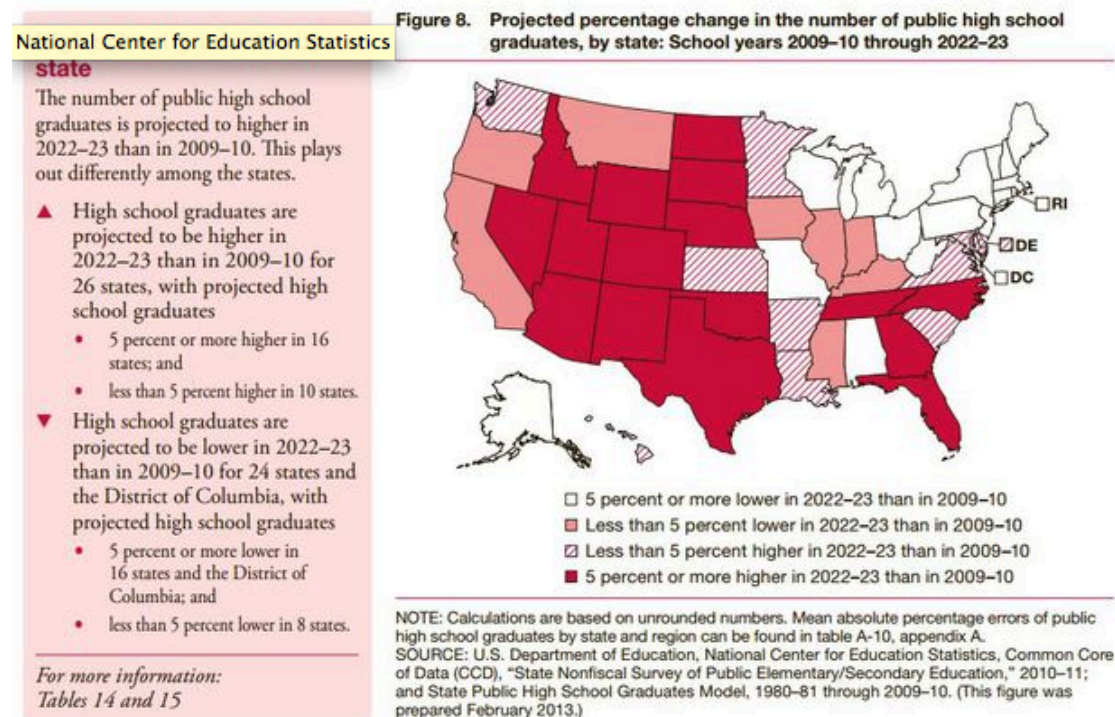 National Center for Education Statistics
state
The number of public high school
graduates is projected to higher in
2022–23 than in 2009–10. This plays
out differently among the states.
High school graduates are
projected to be higher in
2022–23 than in 2009–10 for
26 states, with projected high
school graduates
• 5 percent or more higher in 16
states; and
• less than 5 percent higher in 10 states.
High school graduates are
projected to be lower in 2022–23
than in 2009–10 for 24 states and
the District of Columbia, with
projected high school graduates
• 5 percent or more lower in
16 states and the District of
Columbia; and
• less than 5 percent lower in 8 states.
For more information:
Tables 14 and 15
Figure 8. Projected percentage change in the number of public high school
graduates, by state: School years 2009–10 through 2022–23
RI
DE
DC
5 percent or more lower in 2022–23 than in 2009–10
Less than 5 percent lower in 2022–23 than in 2009–10
Less than 5 percent higher in 2022–23 than in 2009–10
5 percent or more higher in 2022–23 than in 2009–10
NOTE: Calculations are based on unrounded numbers. Mean absolute percentage errors of public
high school graduates by state and region can be found in table A-10, appendix A.
SOURCE: U.S. Department of Education, National Center for Education Statistics, Common Core
of Data (CCD), “State Nonfiscal Survey of Public Elementary/Secondary Education,” 2010–11;
and State Public High School Graduates Model, 1980–81 through 2009–10. (This figure was
prepared February 2013.)